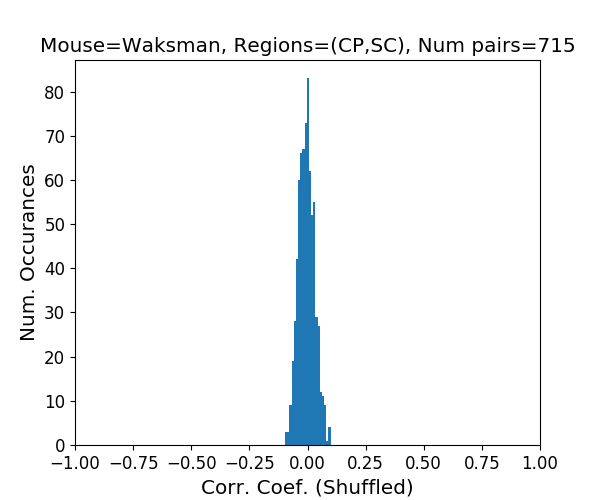 Mouse=Waksman, Regions=(CP,SC), Num pairs=715
Num. Occurances
80
70
60
50
40
30
20
10
0
−1.00 −0.75 −0.50 −0.25 0.00 0.25 0.50 0.75 1.00
Corr. Coef. (Shuffled)